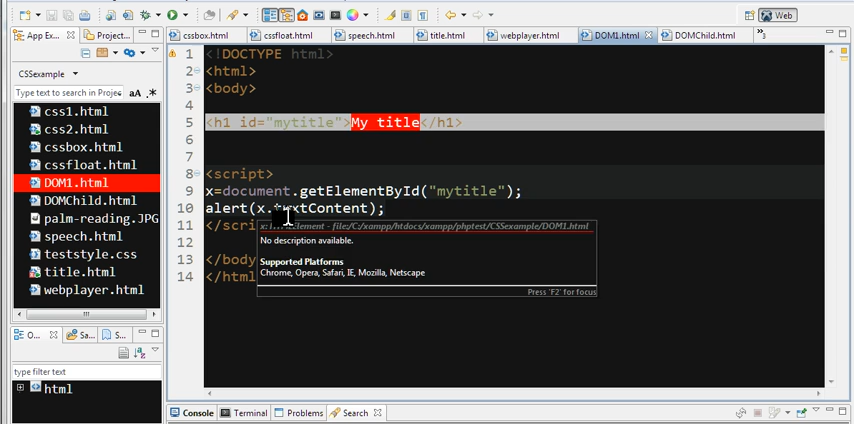 Web
App Ex.
Project..
cssbox.html
cssfloat.html
speech.html
title.html
webplayer.html
DOM1.html
DOMChild.html
CSSexample
Type text to search in Projec
aA .*
css1.html
css2.html
cssbox.html
cssfloat.html
DOM1.html
DOMChild.html
palm-reading.JPG
speech.html
teststyle.css
title.html
webplayer.html
1 <!DOCTYPE html>
2 <html>
3 <body>
4
5 <h1 id="mytitle">My title</h1>
6
7
8 <script>
9 x=document.getElementById("mytitle");
10 alert(x.textContent);
11 </scri
12
13 </body
14 </html
file:/C:/xampp/htdocs/xampp/phptest/CSSexample/DOM1.html
No description available.
Supported Platforms
Chrome, Opera, Safari, IE, Mozilla, Netscape
Press 'F2' for focus
O...
Sa...
S...
type filter text
html
Console
Terminal
Problems
Search